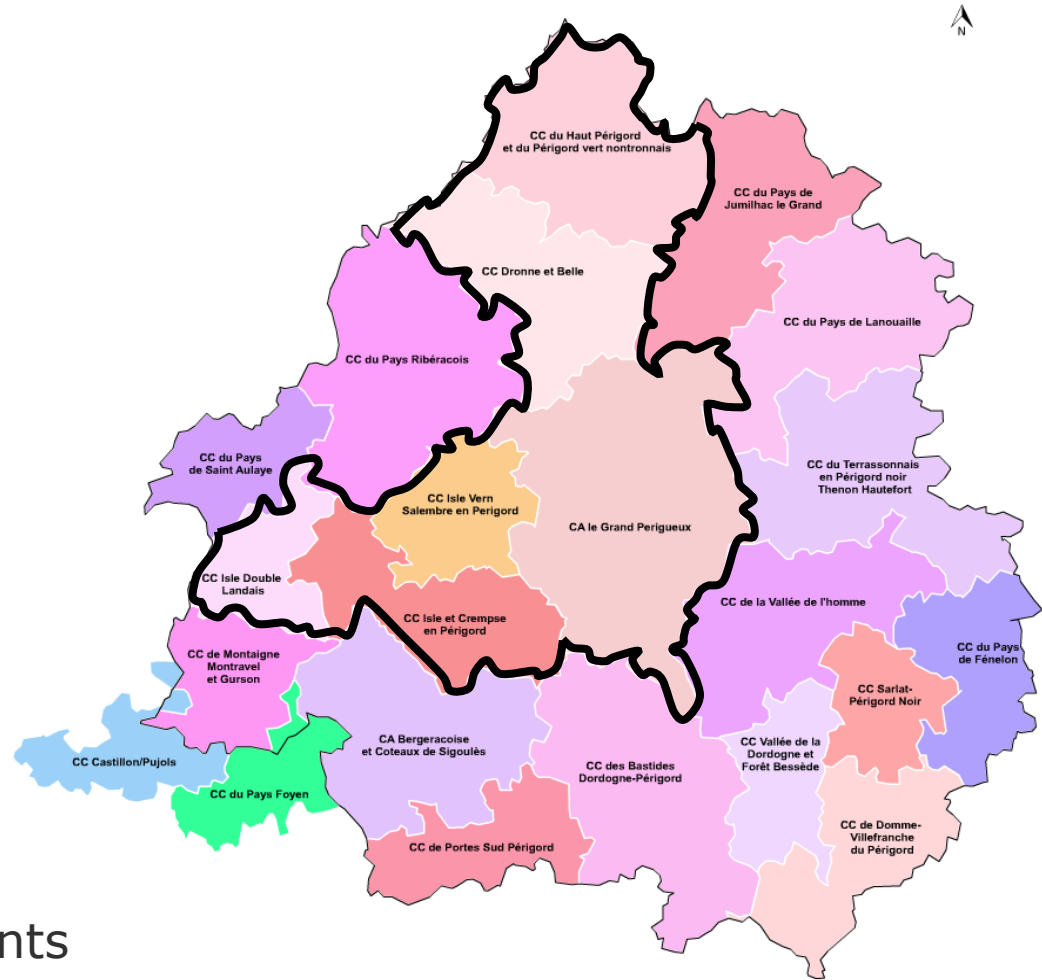 N
CC du Haut Périgord
et du Périgord vert nontronnais
CC du Pays de
Jumilhac le Grand
CC Dronne et Belle
CC du Pays de Lanouaille
CC du Pays Ribéracois
CC du Pays
de Saint Aulaye
CC du Terrassonnais
en Périgord noir
Thenon Hautefort
CC Isle Vern
Salembre en Perigord
CA le Grand Perigueux
CC Isle Double
Landais
CC de la Vallée de l'homme
CC Isle et Crempse
en Périgord
CC du Pays
de Fénelon
CC de Montaigne
Montravel
et Gurson
CC Sarlat-
Périgord Noir
CA Bergeracoise
et Coteaux de Sigoulès
CC Vallée de la
Dordogne et
Forêt Bessède
CC Castillon/Pujols
CC des Bastides
Dordogne-Périgord
CC du Pays Foyen
CC de Domme-
Villefranche
du Périgord
CC de Portes Sud Périgord
nts